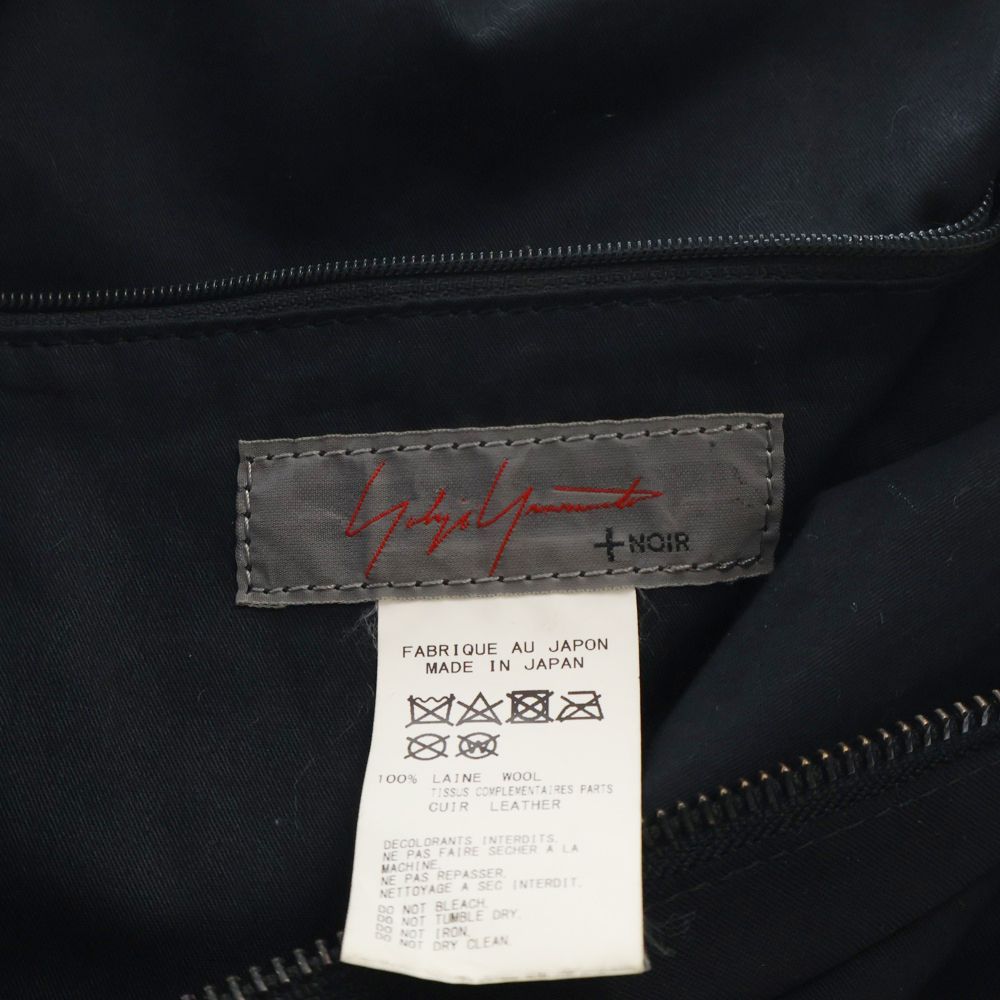 Yohji Yamamoto
+NOIR
FABRIQUE AU JAPON
MADE IN JAPAN
W
100% LAINE WOOL
TISSUS COMPLEMENTAIRES PARTS
CUIR LEATHER
DECOLORANTS INTERDITS.
NE PAS FAIRE SECHER A LA
MACHINE.
NE PAS REPASSER.
NETTOYAGE A SEC INTERDIT.
DO NOT BLEACH.
DO NOT TUMBLE DRY.
DO NOT IRON.
DO NOT DRY CLEAN.